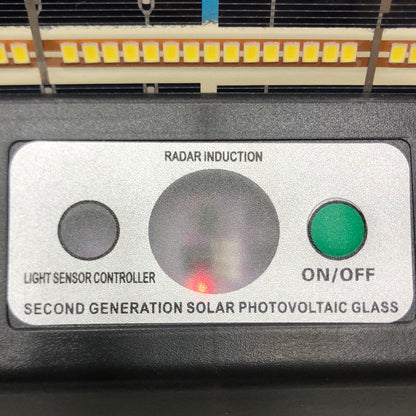 RADAR INDUCTION
LIGHT SENSOR CONTROLLER
ON/OFF
SECOND GENERATION SOLAR PHOTOVOLTAIC GLASS